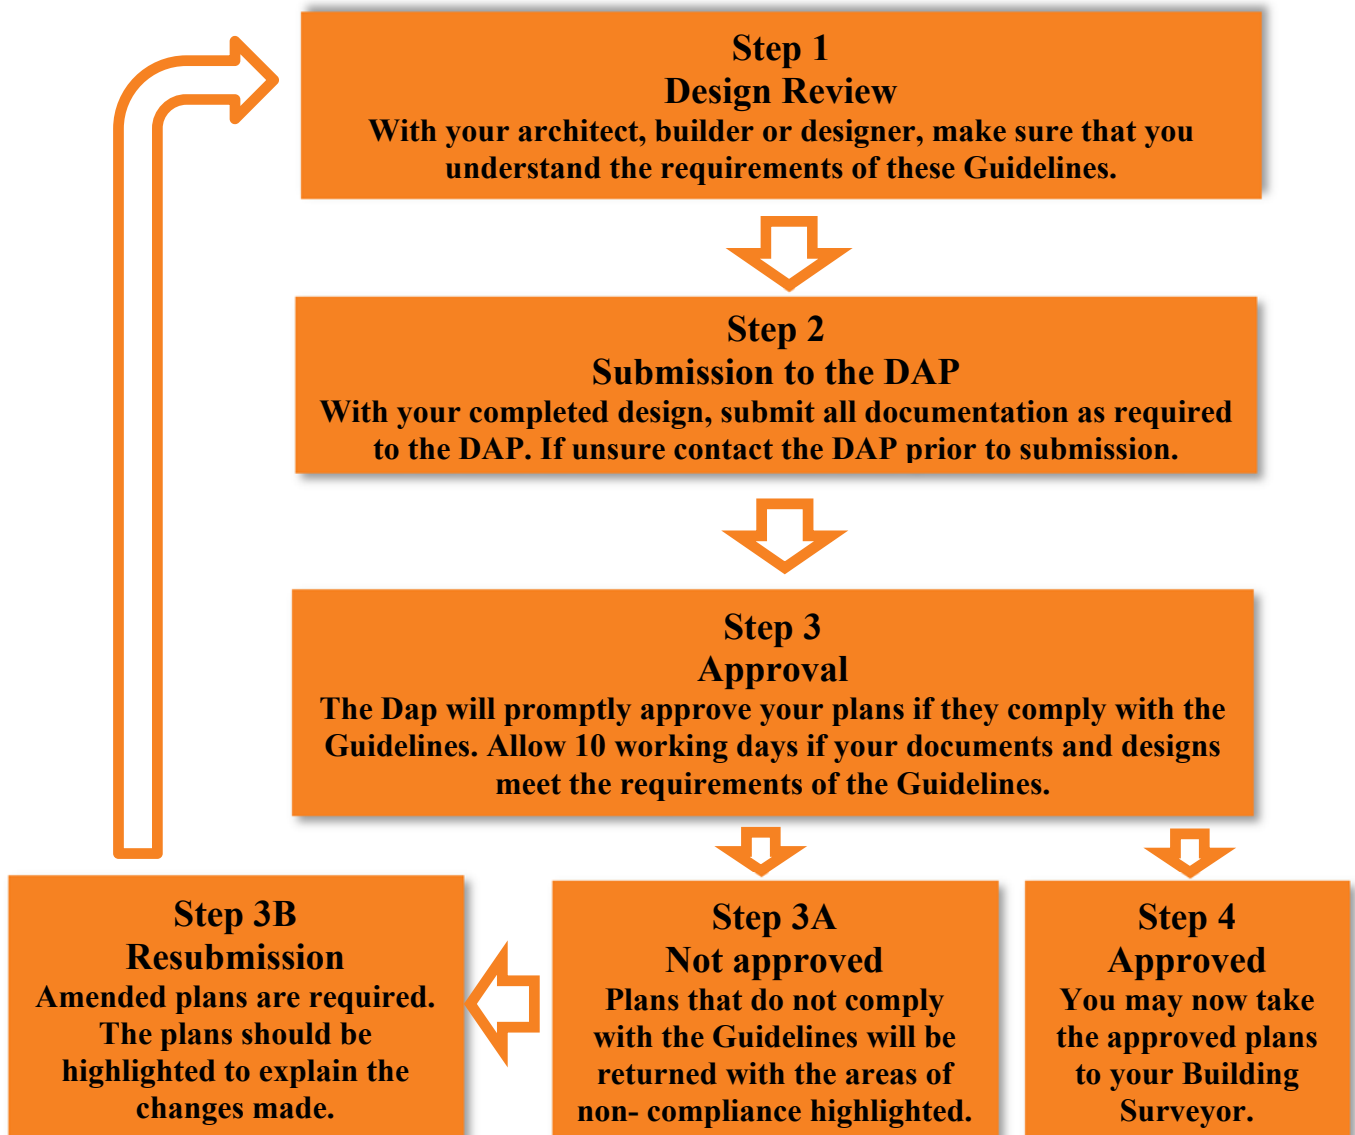 Step 1
Design Review
With your architect, builder or designer, make sure that you
understand the requirements of these Guidelines.
Step 2
Submission to the DAP
With your completed design, submit all documentation as required
to the DAP. If unsure contact the DAP prior to submission.
Step 3
Approval
The Dap will promptly approve your plans if they comply with the
Guidelines. Allow 10 working days if your documents and designs
meet the requirements of the Guidelines.
Step 3B
Resubmission
Amended plans are required.
The plans should be
highlighted to explain the
changes made.
Step 3A
Not approved
Plans that do not comply
with the Guidelines will be
returned with the areas of
non- compliance highlighted.
Step 4
Approved
You may now take
the approved plans
to your Building
Surveyor.